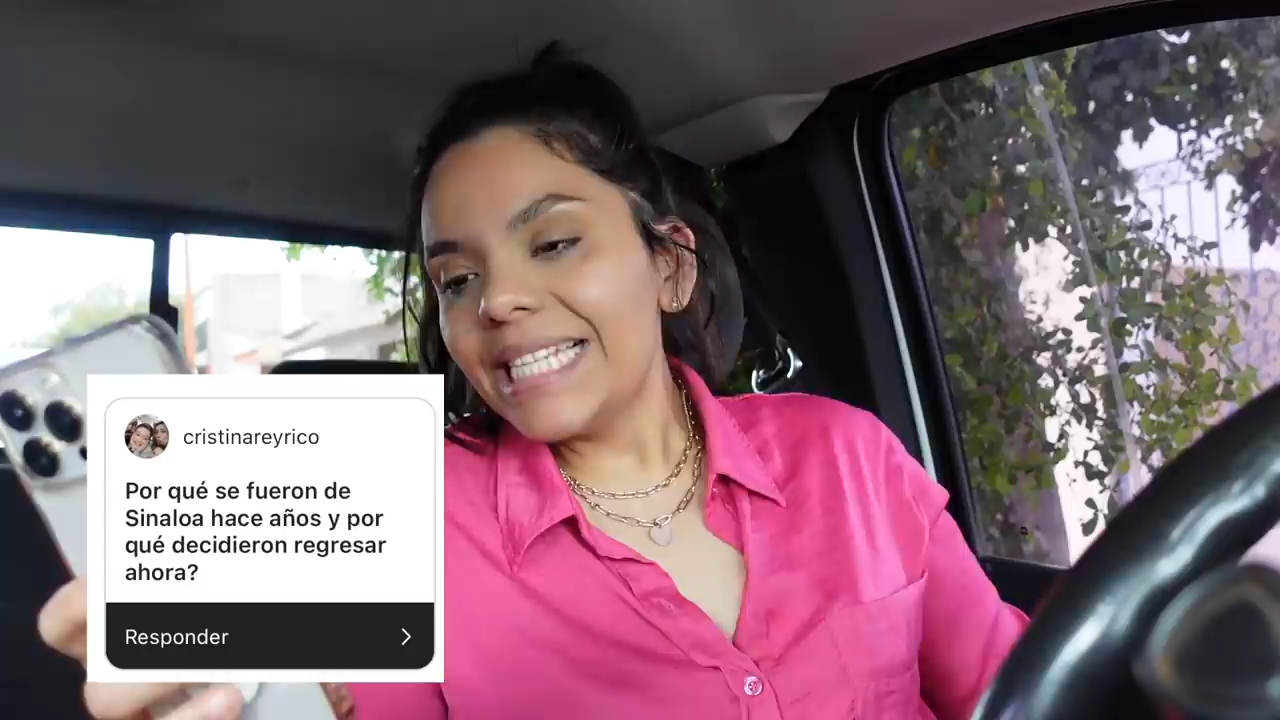 cristinareyrico
Por qué se fueron de
Sinaloa hace años y por
qué decidieron regresar
ahora?
Responder